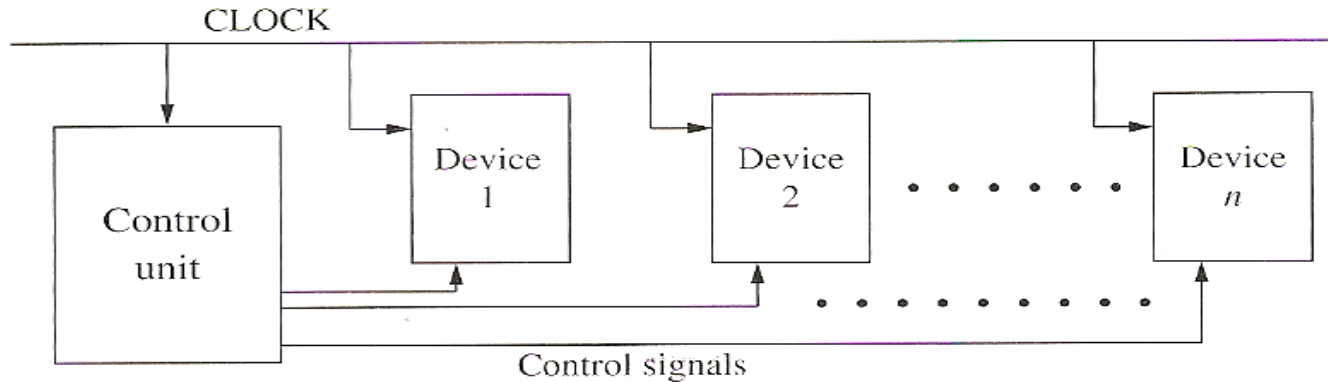 CLOCK
Device
1
Device
2
Device
n
Control
unit
Control signals